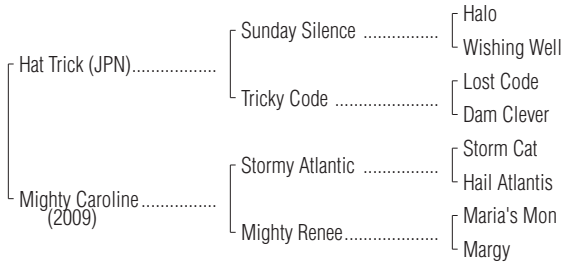 Halo
Sunday Silence ................
Wishing Well
Hat Trick (JPN)..................
Lost Code
Tricky Code ......................
Dam Clever
Storm Cat
Stormy Atlantic ................
Hail Atlantis
Mighty Caroline................
(2009)
Maria's Mon
Mighty Renee....................
Margy